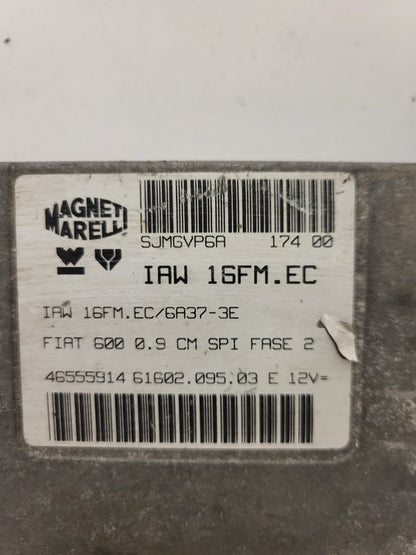 MAGNETI
MARELLI
SJMGVP6A 174 00
IAW 16FM.EC
IAW 16FM.EC/6A37-3E
FIAT 600 0.9 CM SPI FASE 2
46555914 61602.095.03 E 12V=